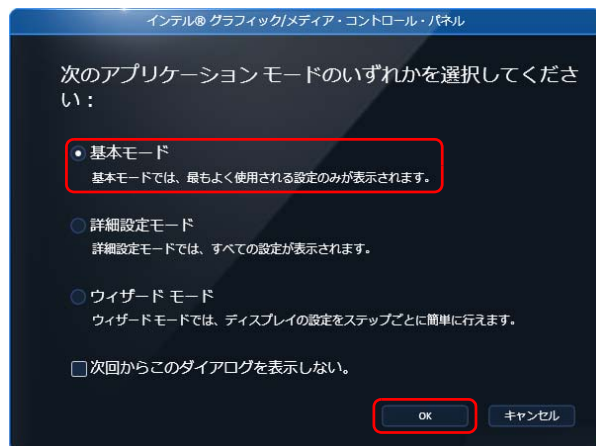 インテル® グラフィック/メディア・コントロール・パネル
次のアプリケーション モードのいずれかを選択してくださ
い：
基本モード
基本モードでは、最もよく使用される設定のみが表示されます。
詳細設定モード
詳細設定モードでは、すべての設定が表示されます。
ウィザード モード
ウィザード モードでは、ディスプレイの設定をステップごとに簡単に行えます。
次回からこのダイアログを表示しない。
OK
キャンセル